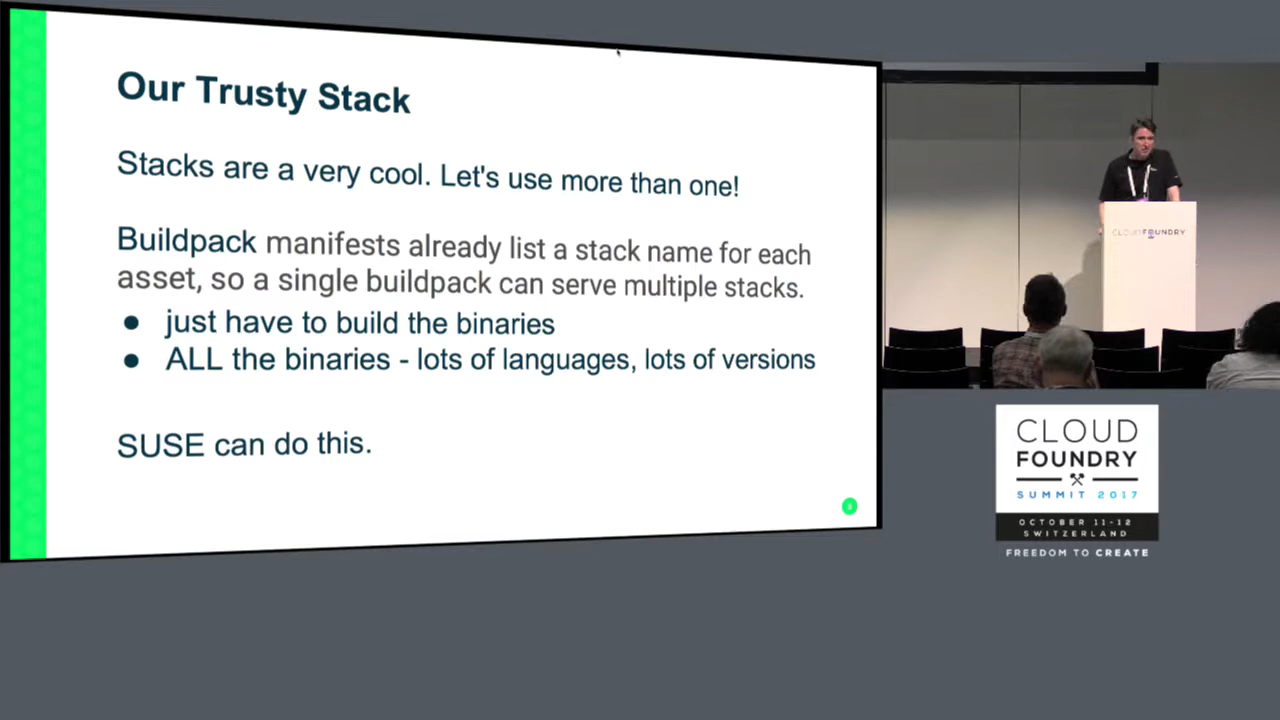 Our Trusty Stack
Stacks are a very cool. Let's use more than one!
Buildpack manifests already list a stack name for each
asset, so a single buildpack can serve multiple stacks.
● just have to build the binaries
● ALL the binaries - lots of languages, lots of versions
SUSE can do this.
CLOUDFOUNDRY
CLOUD
FOUNDRY
SUMMIT 2017
OCTOBER 11-12
SWITZERLAND
FREEDOM TO CREATE